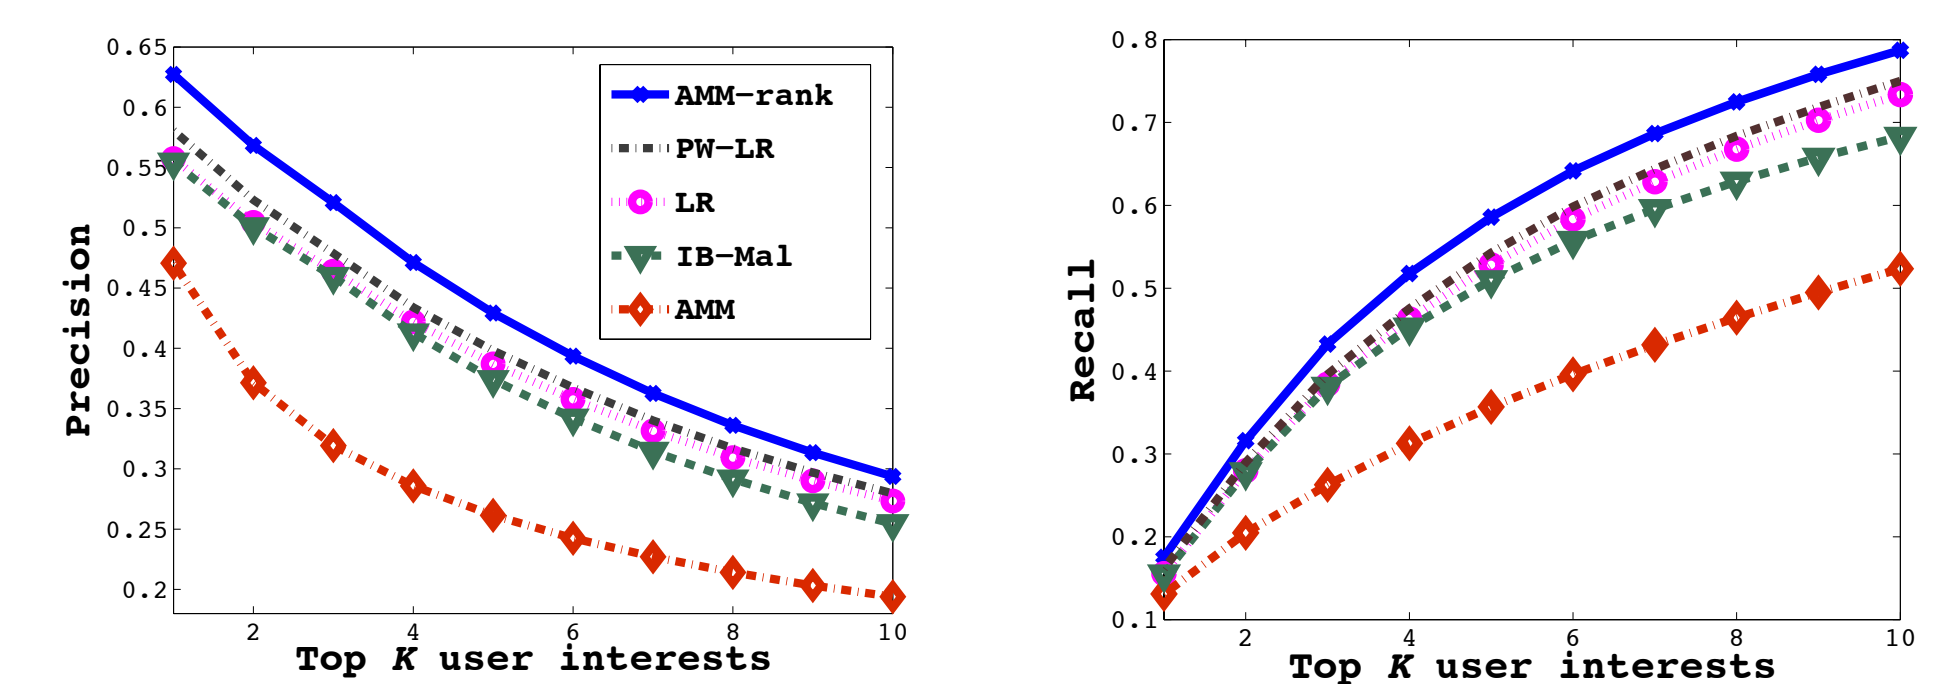 0.65
0.6
0.55
0.5
0.45
0.4
0.35
0.3
0.25
0.2
Precision
2 4 6 8 10
Top K user interests
AMM-rank
PW-LR
LR
IB-Mal
AMM
0.8
0.7
0.6
0.5
0.4
0.3
0.2
0.1
Recall
2 4 6 8 10
Top K user interests